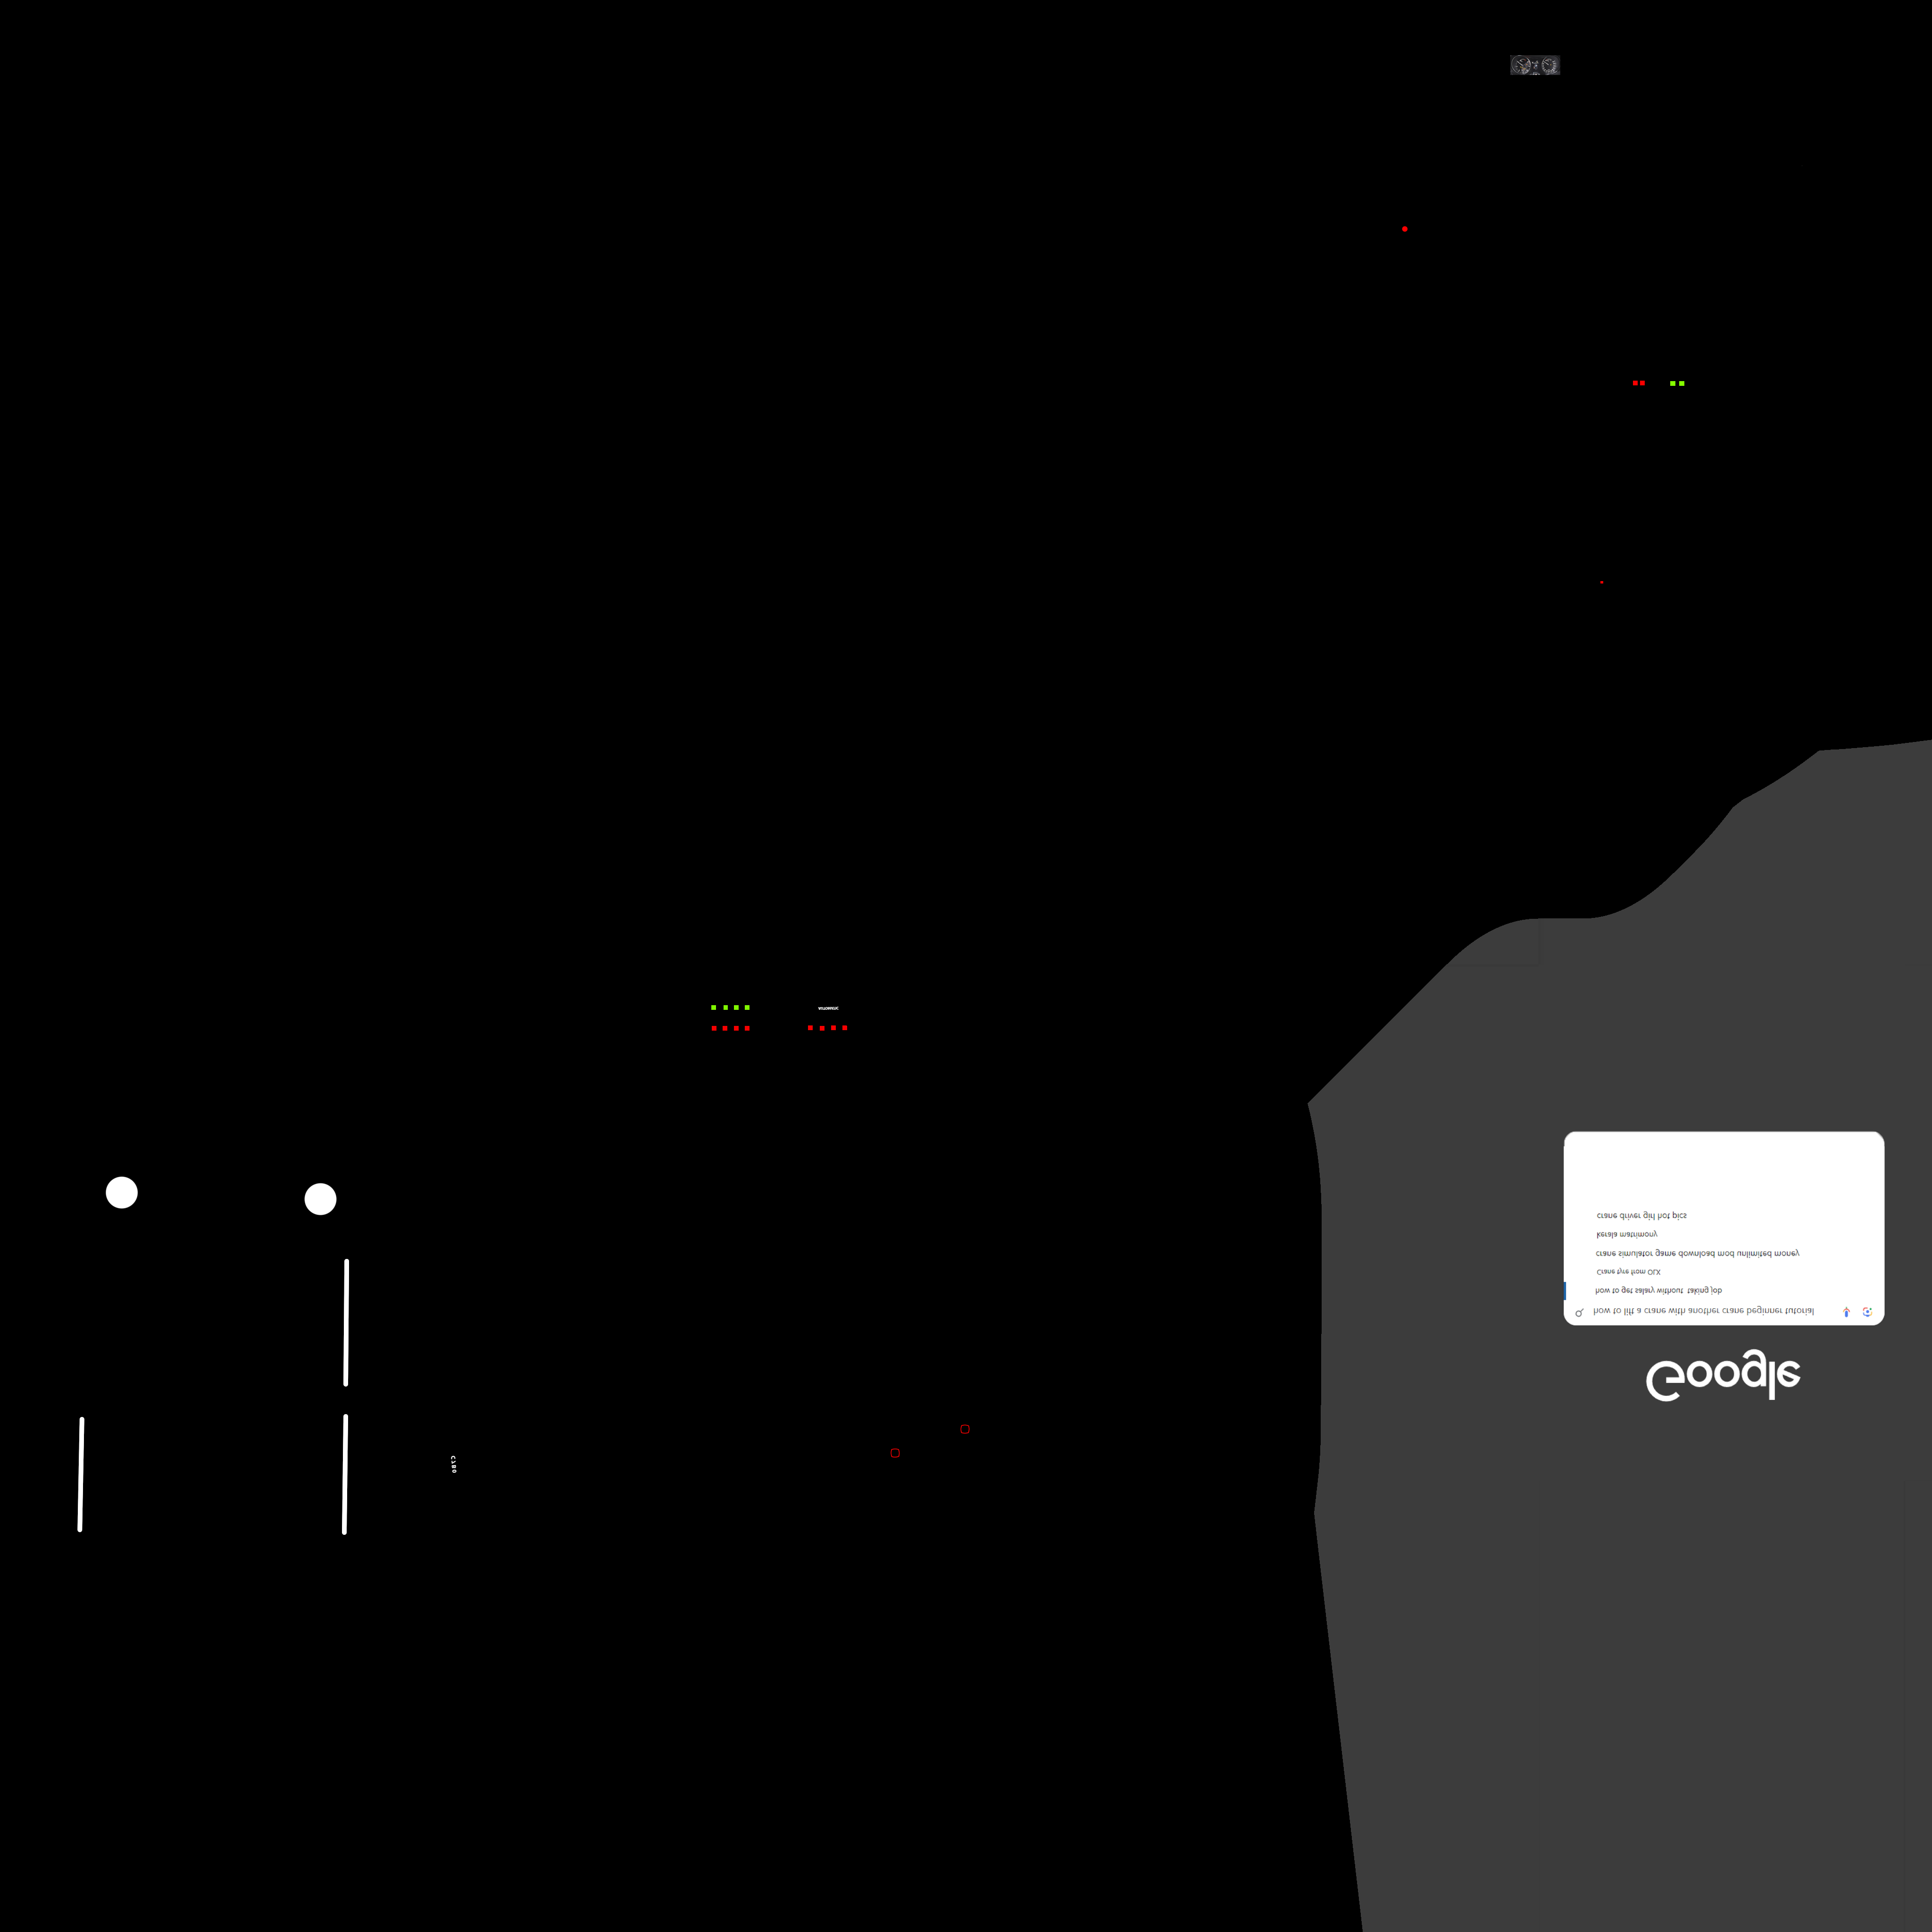 Google
how to lift a crane with another crane beginner tutorial
how to get salary without taking job
Crane tyre from OLX
crane simulator game download mod unlimited money
kerala matrimony
crane driver girl hot pics